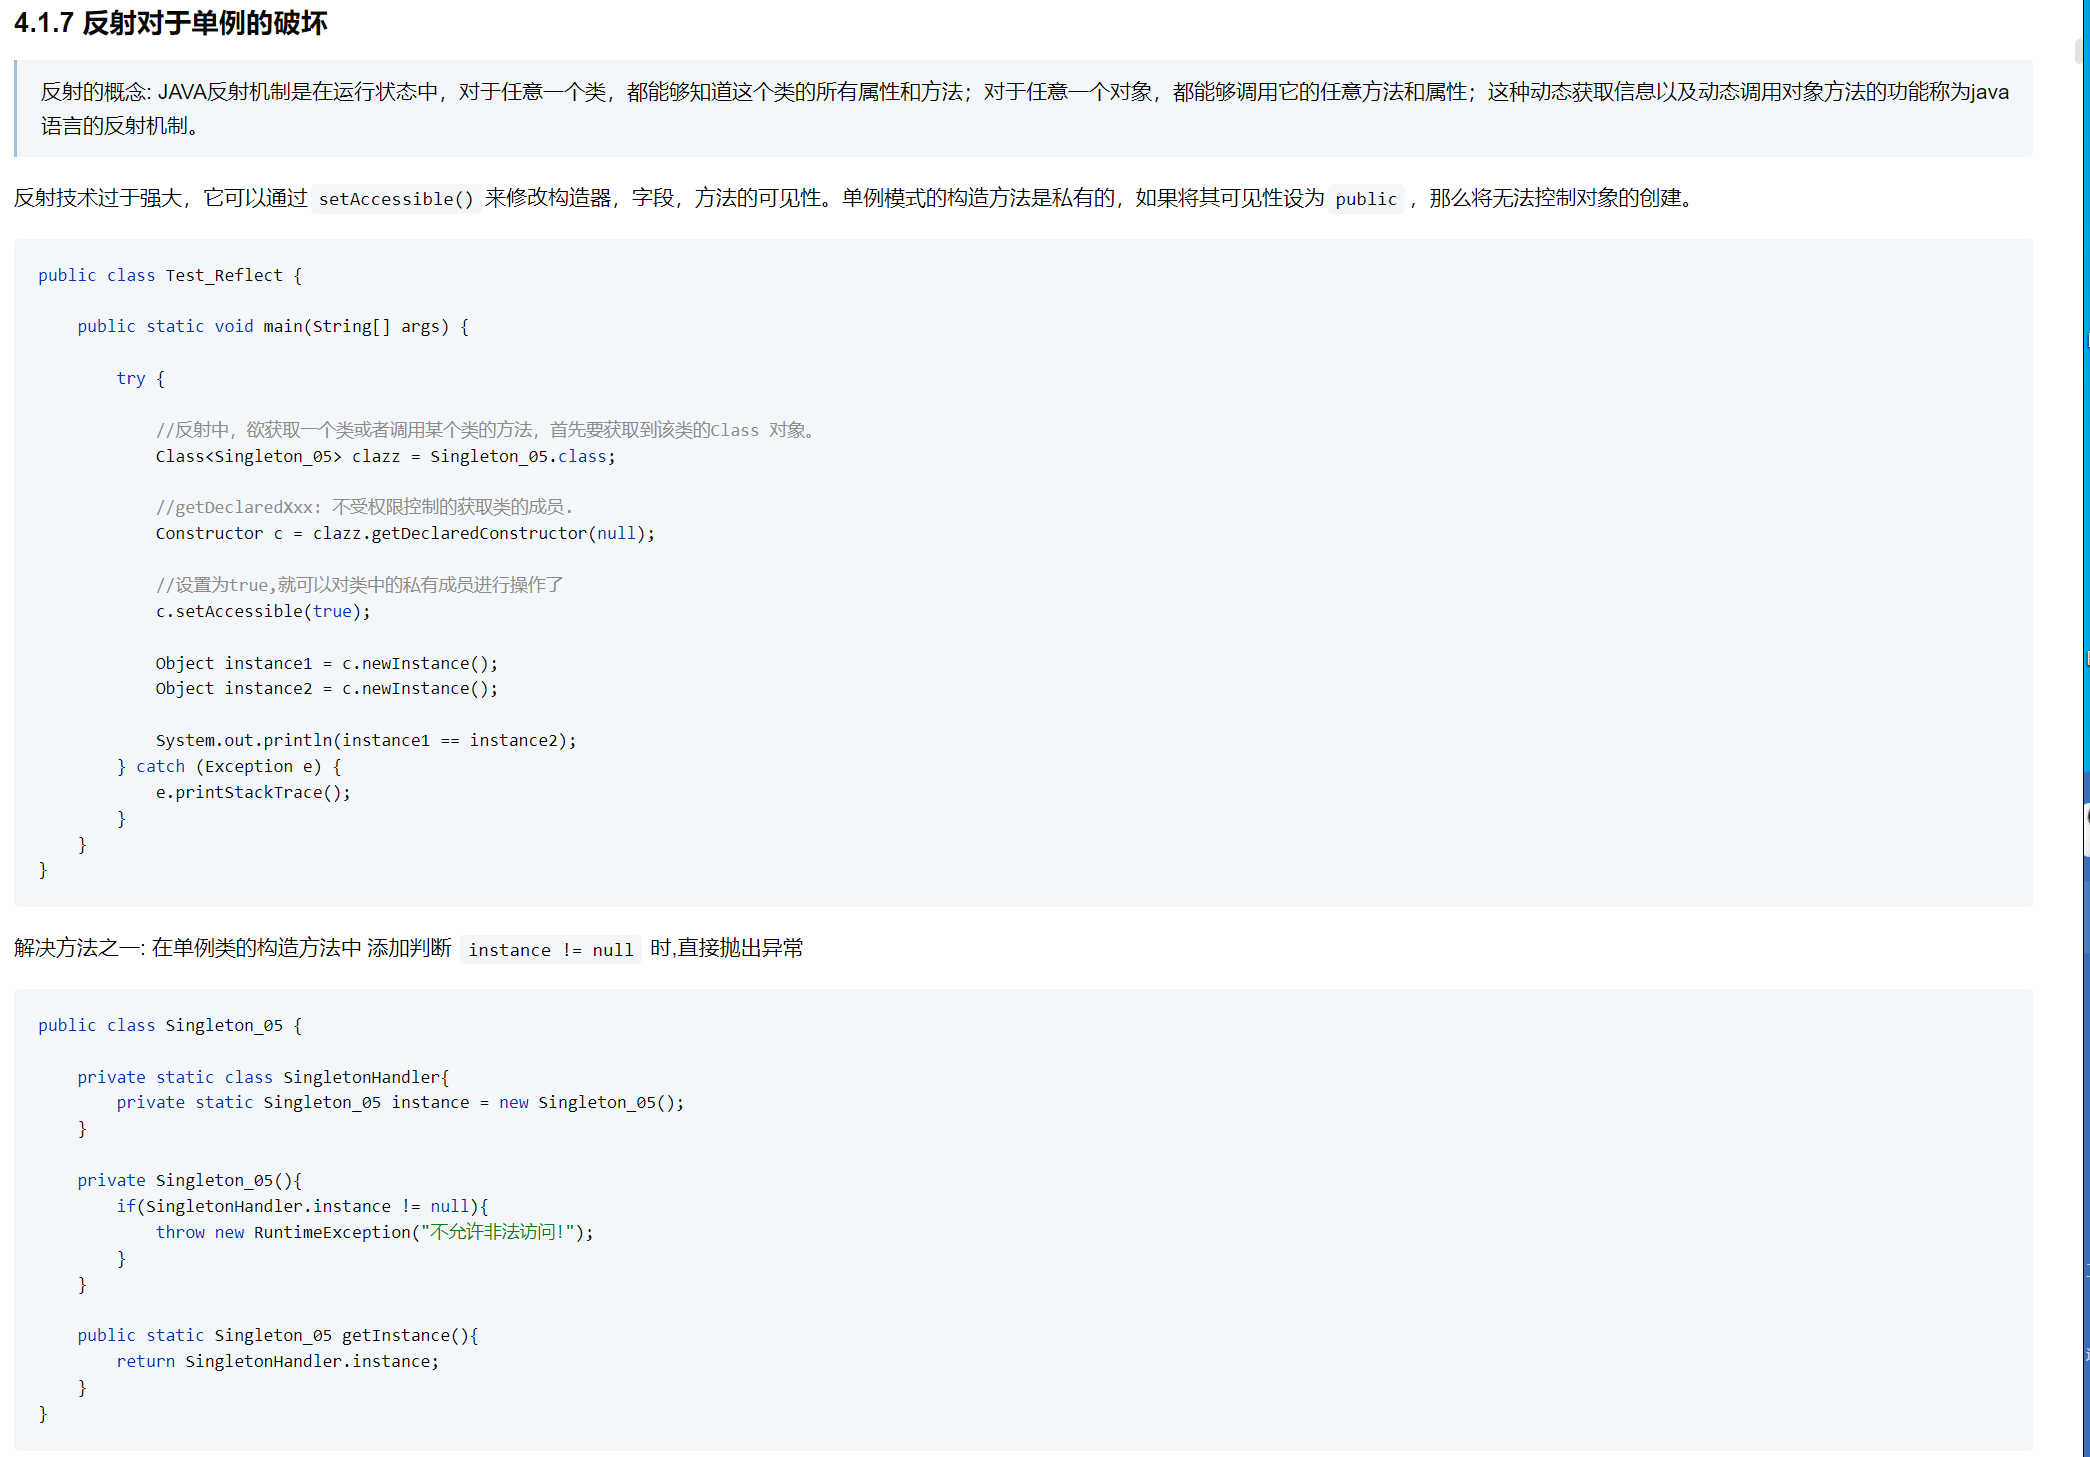 4.1.7 反射对于单例的破坏
反射的概念: JAVA反射机制是在运行状态中，对于任意一个类，都能够知道这个类的所有属性和方法；对于任意一个对象，都能够调用它的任意方法和属性；这种动态获取信息以及动态调用对象方法的功能称为java
语言的反射机制。
反射技术过于强大，它可以通过 setAccessible() 来修改构造器，字段，方法的可见性。单例模式的构造方法是私有的，如果将其可见性设为 public ，那么将无法控制对象的创建。
public class Test_Reflect {
    public static void main(String[] args) {
        try {
            //反射中，欲获取一个类或者调用某个类的方法，首先要获取到该类的Class 对象。
            Class<Singleton_05> clazz = Singleton_05.class;
            //getDeclaredXxx: 不受权限控制的获取类的成员.
            Constructor c = clazz.getDeclaredConstructor(null);
            //设置为true,就可以对类中的私有成员进行操作了
            c.setAccessible(true);
            Object instance1 = c.newInstance();
            Object instance2 = c.newInstance();
            System.out.println(instance1 == instance2);
        } catch (Exception e) {
            e.printStackTrace();
        }
    }
}
解决方法之一: 在单例类的构造方法中 添加判断 instance != null 时,直接抛出异常
public class Singleton_05 {
    private static class SingletonHandler{
        private static Singleton_05 instance = new Singleton_05();
    }
    private Singleton_05(){
        if(SingletonHandler.instance != null){
            throw new RuntimeException("不允许非法访问!");
        }
    }
    public static Singleton_05 getInstance(){
        return SingletonHandler.instance;
    }
}